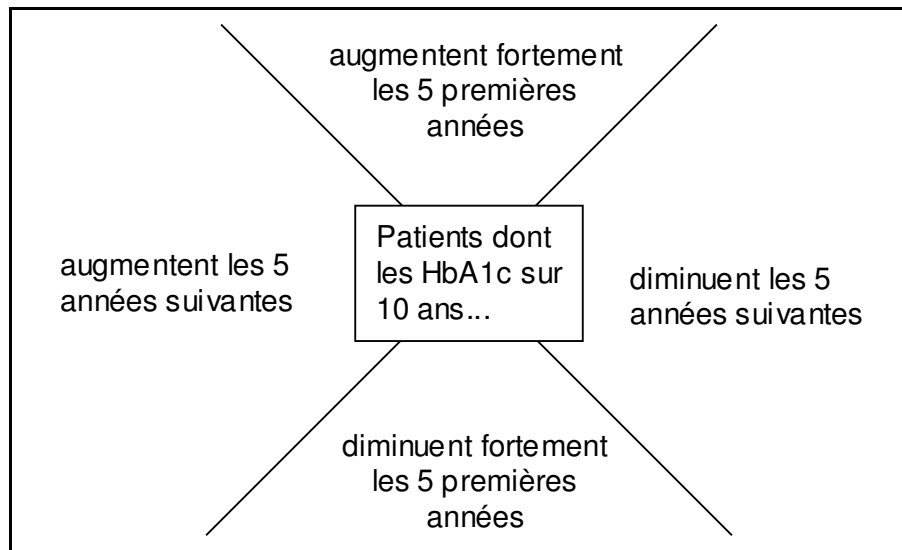 augmentent fortement
les 5 premières
années
augmentent les 5
années suivantes
Patients dont
les HbA1c sur
10 ans...
diminuent les 5
années suivantes
diminuent fortement
les 5 premières
années